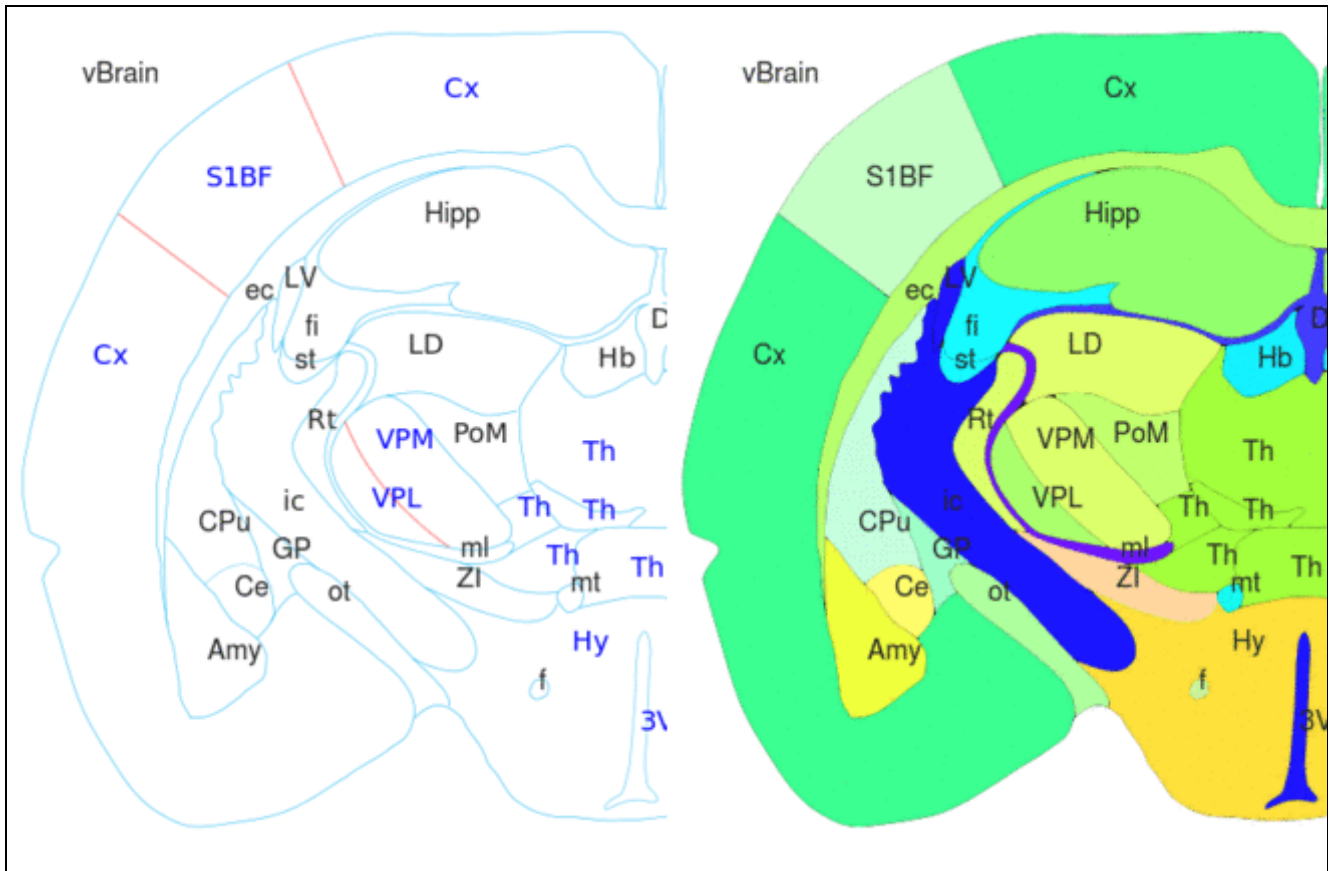 vBrain
Cx
S1BF
Hipp
LV
ec
fi
D
LD
Cx
st
Hb
Rt
VPM
PoM
Th
VPL
ic
Th
Th
CPu
GP
ml
Th
ZI
Th
Ce
ot
mt
Hy
Amy
f
3V
vBrain
Cx
S1BF
Hipp
LV
ec
fi
D
LD
Cx
st
Hb
Rt
VPM
PoM
Th
VPL
ic
Th
Th
CPu
GP
ml
Th
ZI
Th
Ce
ot
mt
Hy
Amy
f
3V